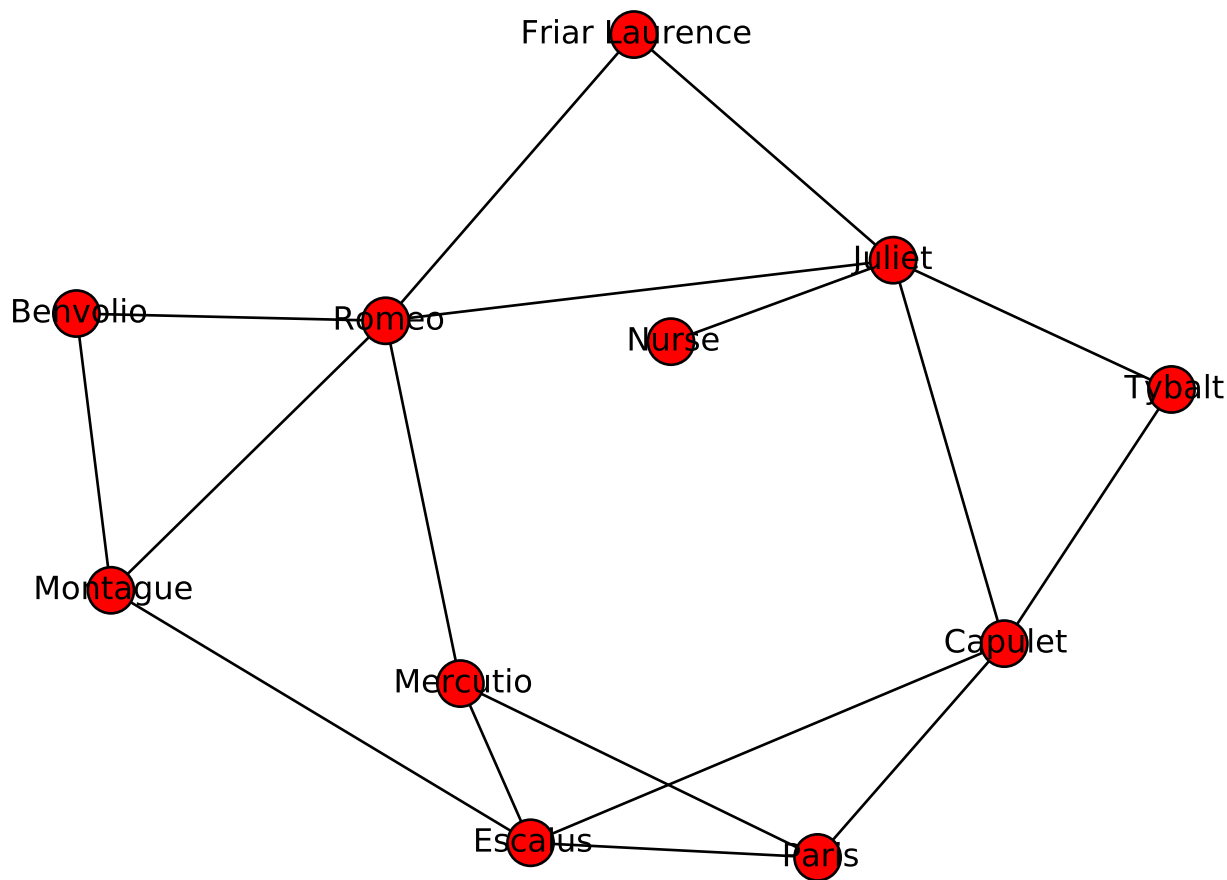 Friar Laurence
Juliet
Benvolio
Romeo
Nurse
Tybalt
Montague
Capulet
Mercutio
Escalus
Paris